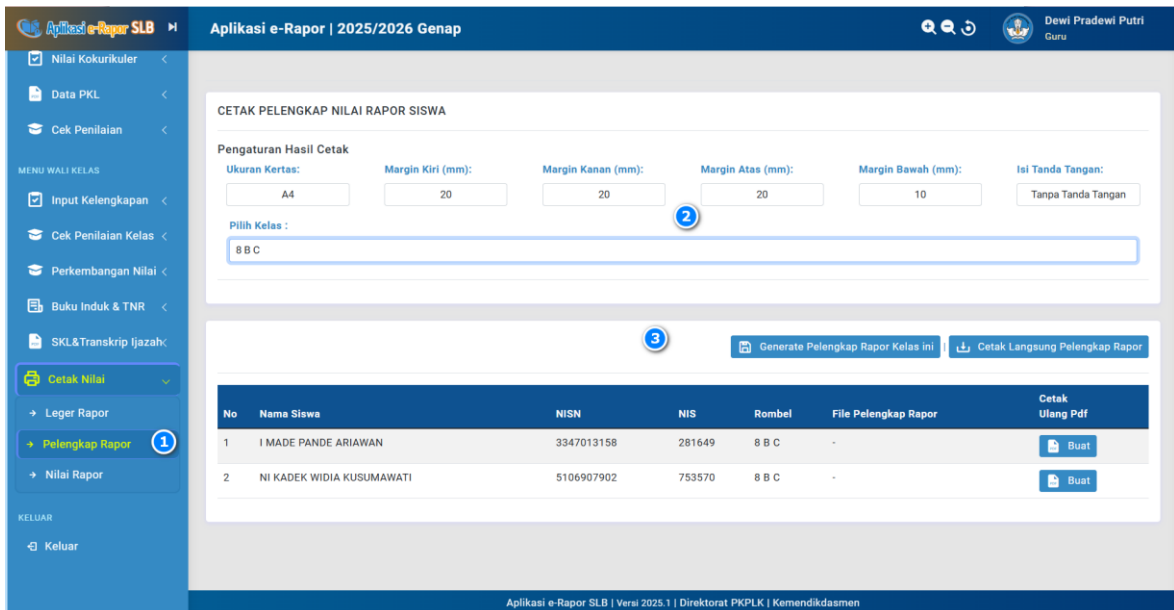 Aplikasi e-Rapor SLB
Aplikasi e-Rapor | 2025/2026 Genap
Dewi Pradewi Putri
Guru
Nilai Kokurikuler
Data PKL
Cek Penilaian
MENU WALI KELAS
Input Kelengkapan
Cek Penilaian Kelas
Perkembangan Nilai
Buku Induk & TNR
SKL&Transkrip Ijazah
Cetak Nilai
Leger Rapor
Pelengkap Rapor 1
Nilai Rapor
KELUAR
Keluar
CETAK PELENGKAP NILAI RAPOR SISWA
Pengaturan Hasil Cetak
Ukuran Kertas: Margin Kiri (mm): Margin Kanan (mm): Margin Atas (mm): Margin Bawah (mm): Isi Tanda Tangan:
A4 20 20 20 10 Tanpa Tanda Tangan
2
Pilih Kelas :
8 B C
3
Generate Pelengkap Rapor Kelas ini | Cetak Langsung Pelengkap Rapor
No Nama Siswa NISN NIS Rombel File Pelengkap Rapor Cetak Ulang Pdf
1 I MADE PANDE ARIAWAN 3347013158 281649 8 B C - Buat
2 NI KADEK WIDIA KUSUMAWATI 5106907902 753570 8 B C - Buat
Aplikasi e-Rapor SLB | Versi 2025.1 | Direktorat PKPLK | Kemendikdasmen